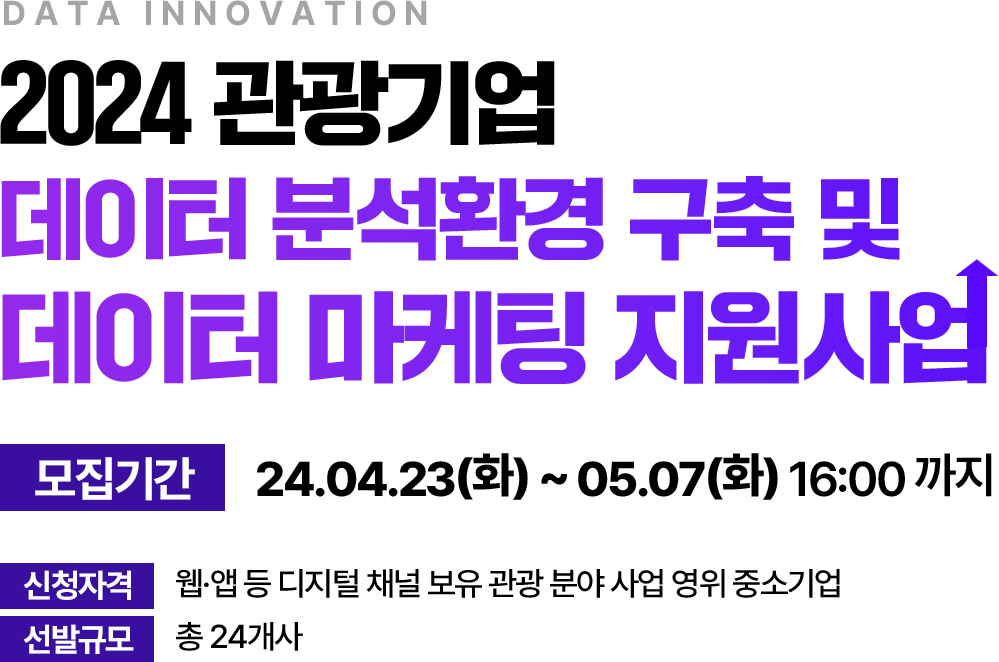 DATA INNOVATION
2024 관광기업
데이터 분석환경 구축 및
데이터 마케팅 지원사업
모집기간 24.04.23(화) ~ 05.07(화) 16:00 까지
신청자격 웹·앱 등 디지털 채널 보유 관광 분야 사업 영위 중소기업
선발규모 총 24개사